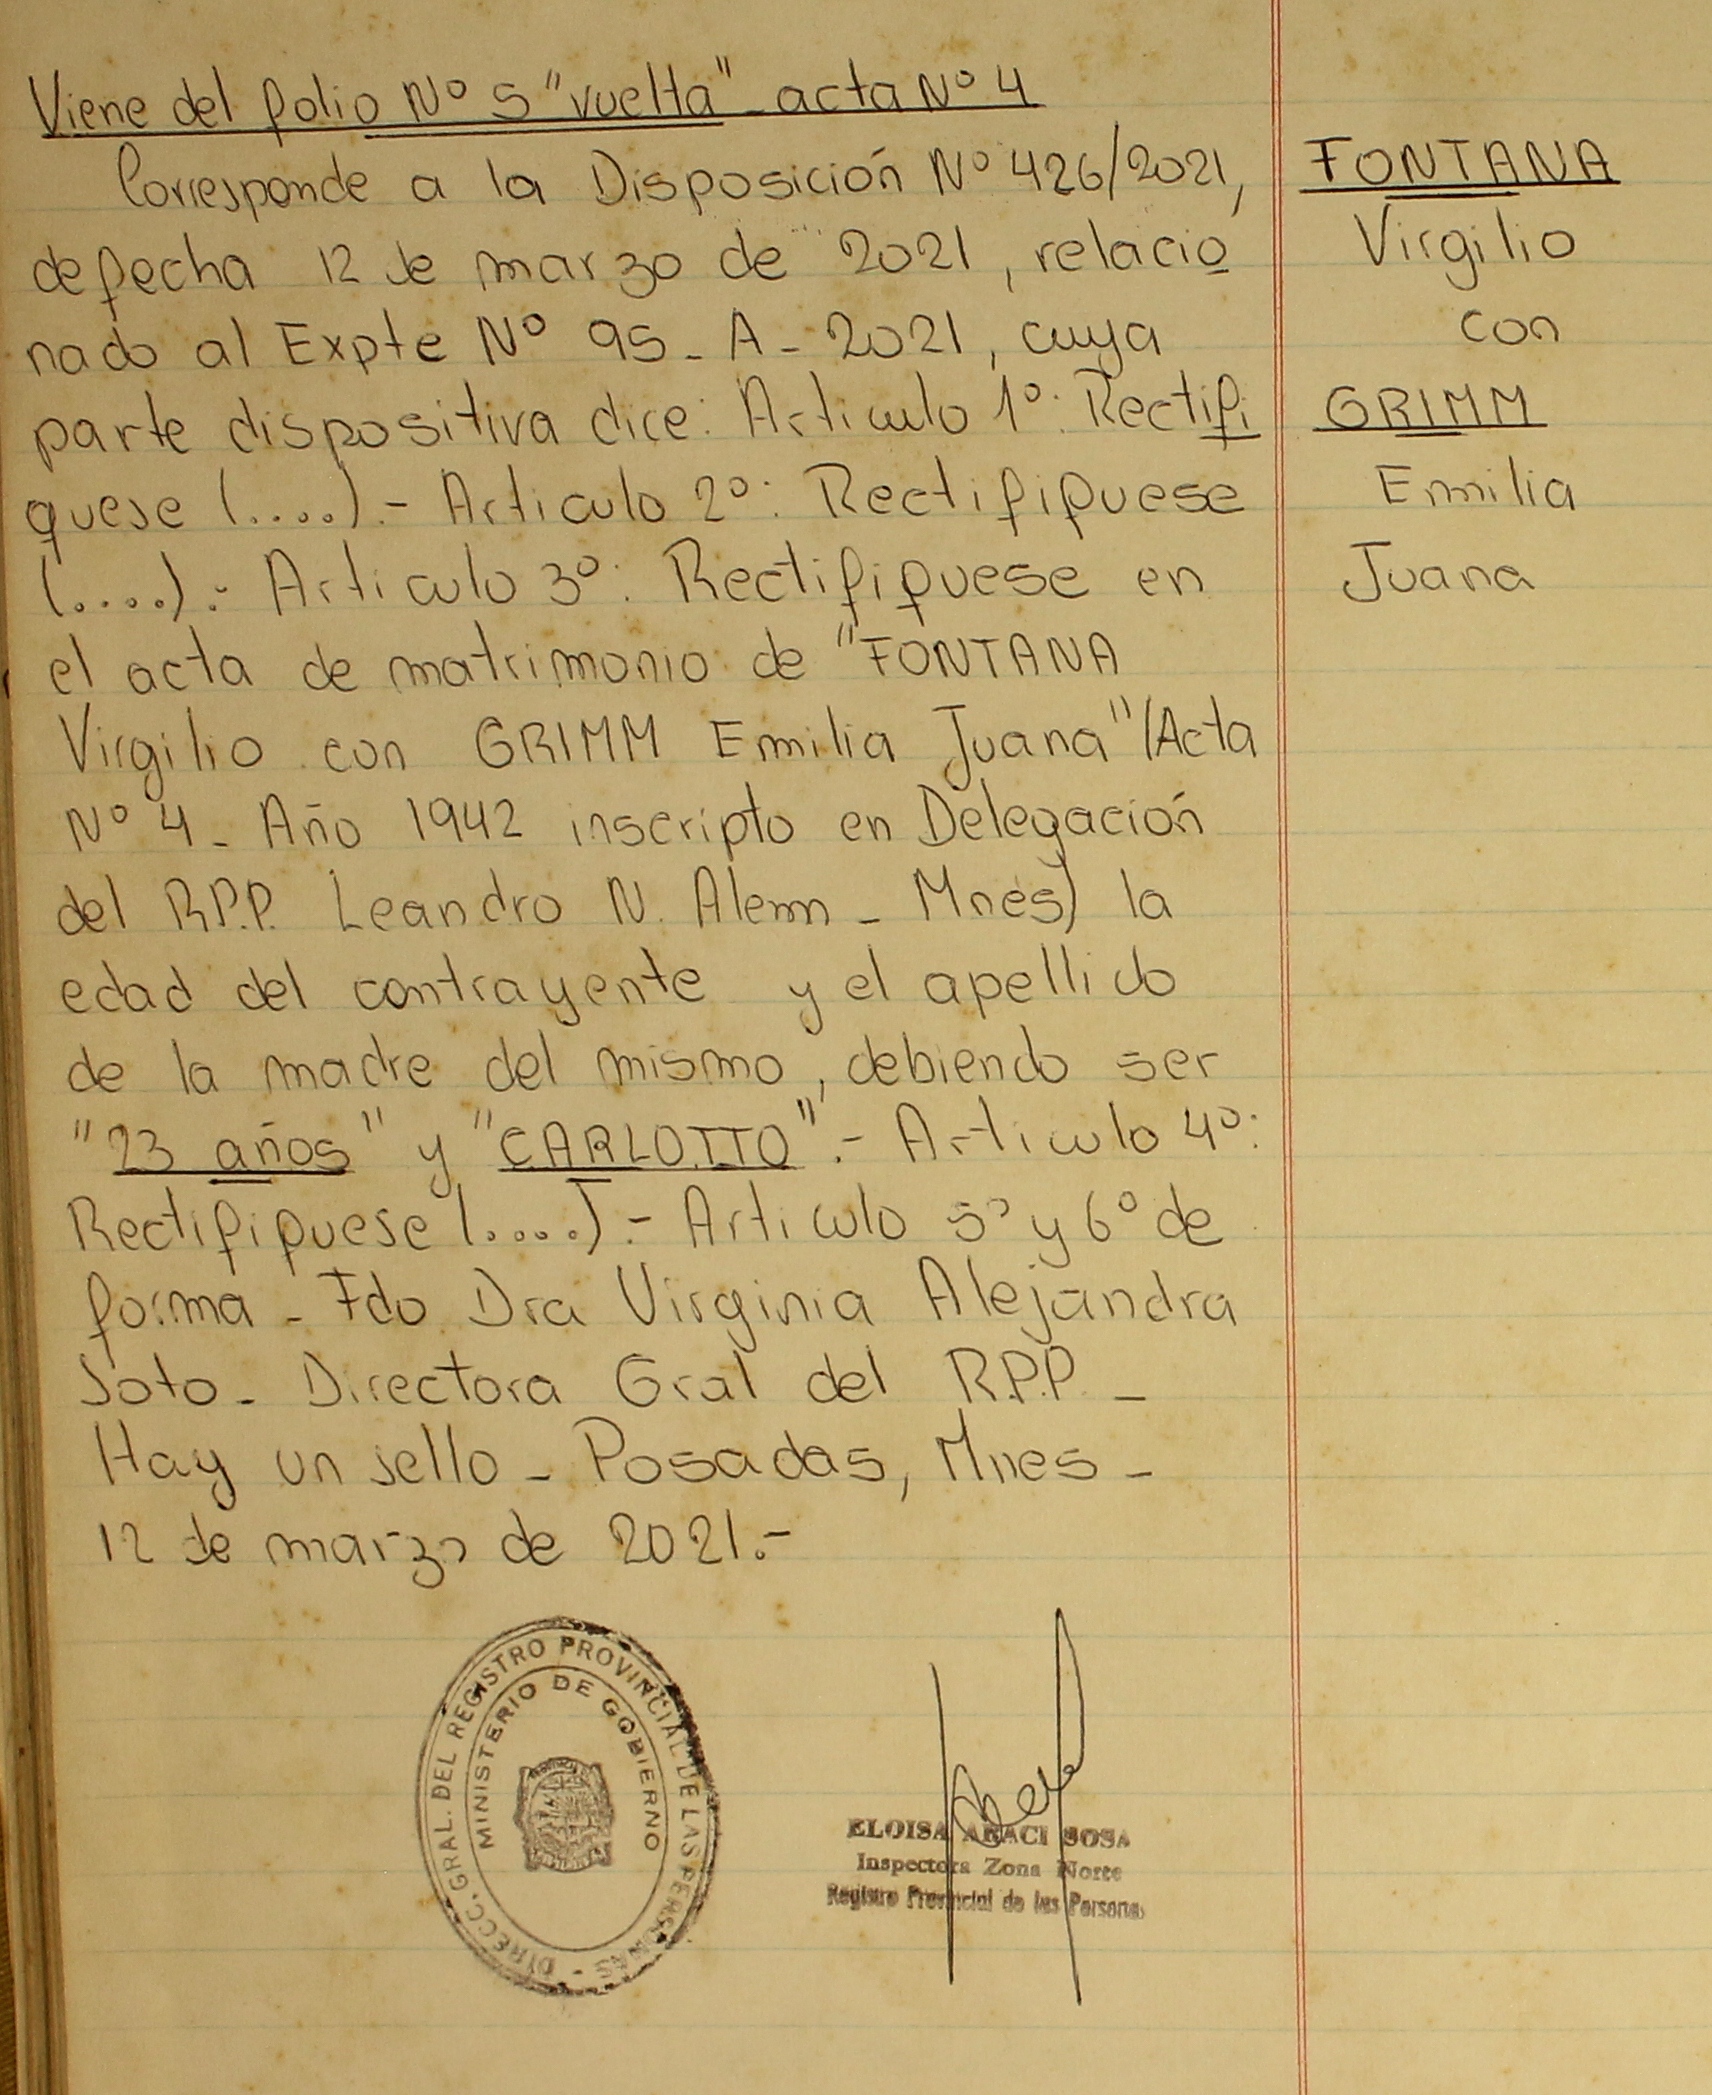 Viene del folio Nº 5 "vuelta" - acta Nº 4
Corresponde a la Disposición Nº 426/2021,
de fecha 12 de marzo de 2021, relacio
nado al Expte Nº 95 - A - 2021, cuya
parte dispositiva dice: Articulo 1º: Rectifi
quese (....).- Articulo 2º: Rectifiquese
(....).- Articulo 3º: Rectifiquese en
el acta de matrimonio de "FONTANA
Virgilio con GRIMM Emilia Juana" (Acta
Nº 4 - Año 1942 inscripto en Delegación
del R.P.P. Leandro N. Alem - Mnes) la
edad del contrayente y el apellido
de la madre del mismo, debiendo ser
"23 años" y "CARLOTTO".- Articulo 4º:
Rectifiquese (....).- Articulo 5º y 6º de
forma - Fdo Dra Virginia Alejandra
Soto - Directora Gral del R.P.P. -
Hay un sello - Posadas, Mnes -
12 de marzo de 2021.-
FONTANA
Virgilio
con
GRIMM
Emilia
Juana
DIRECC. GRAL. DEL REGISTRO PROVINCIAL DE LAS PERSONAS -
MINISTERIO DE GOBIERNO
ELOISA ARACI SOSA
Inspectora Zona Norte
Registro Provincial de las Personas